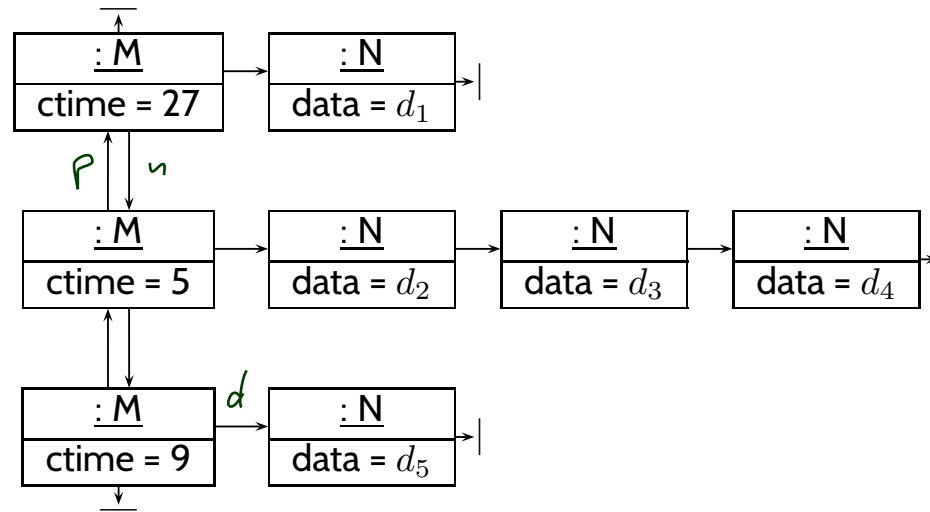 : M
: N
ctime = 27
data = d₁
p n
: M
: N
: N
: N
ctime = 5
data = d₂
data = d₃
data = d₄
d
: M
: N
ctime = 9
data = d₅